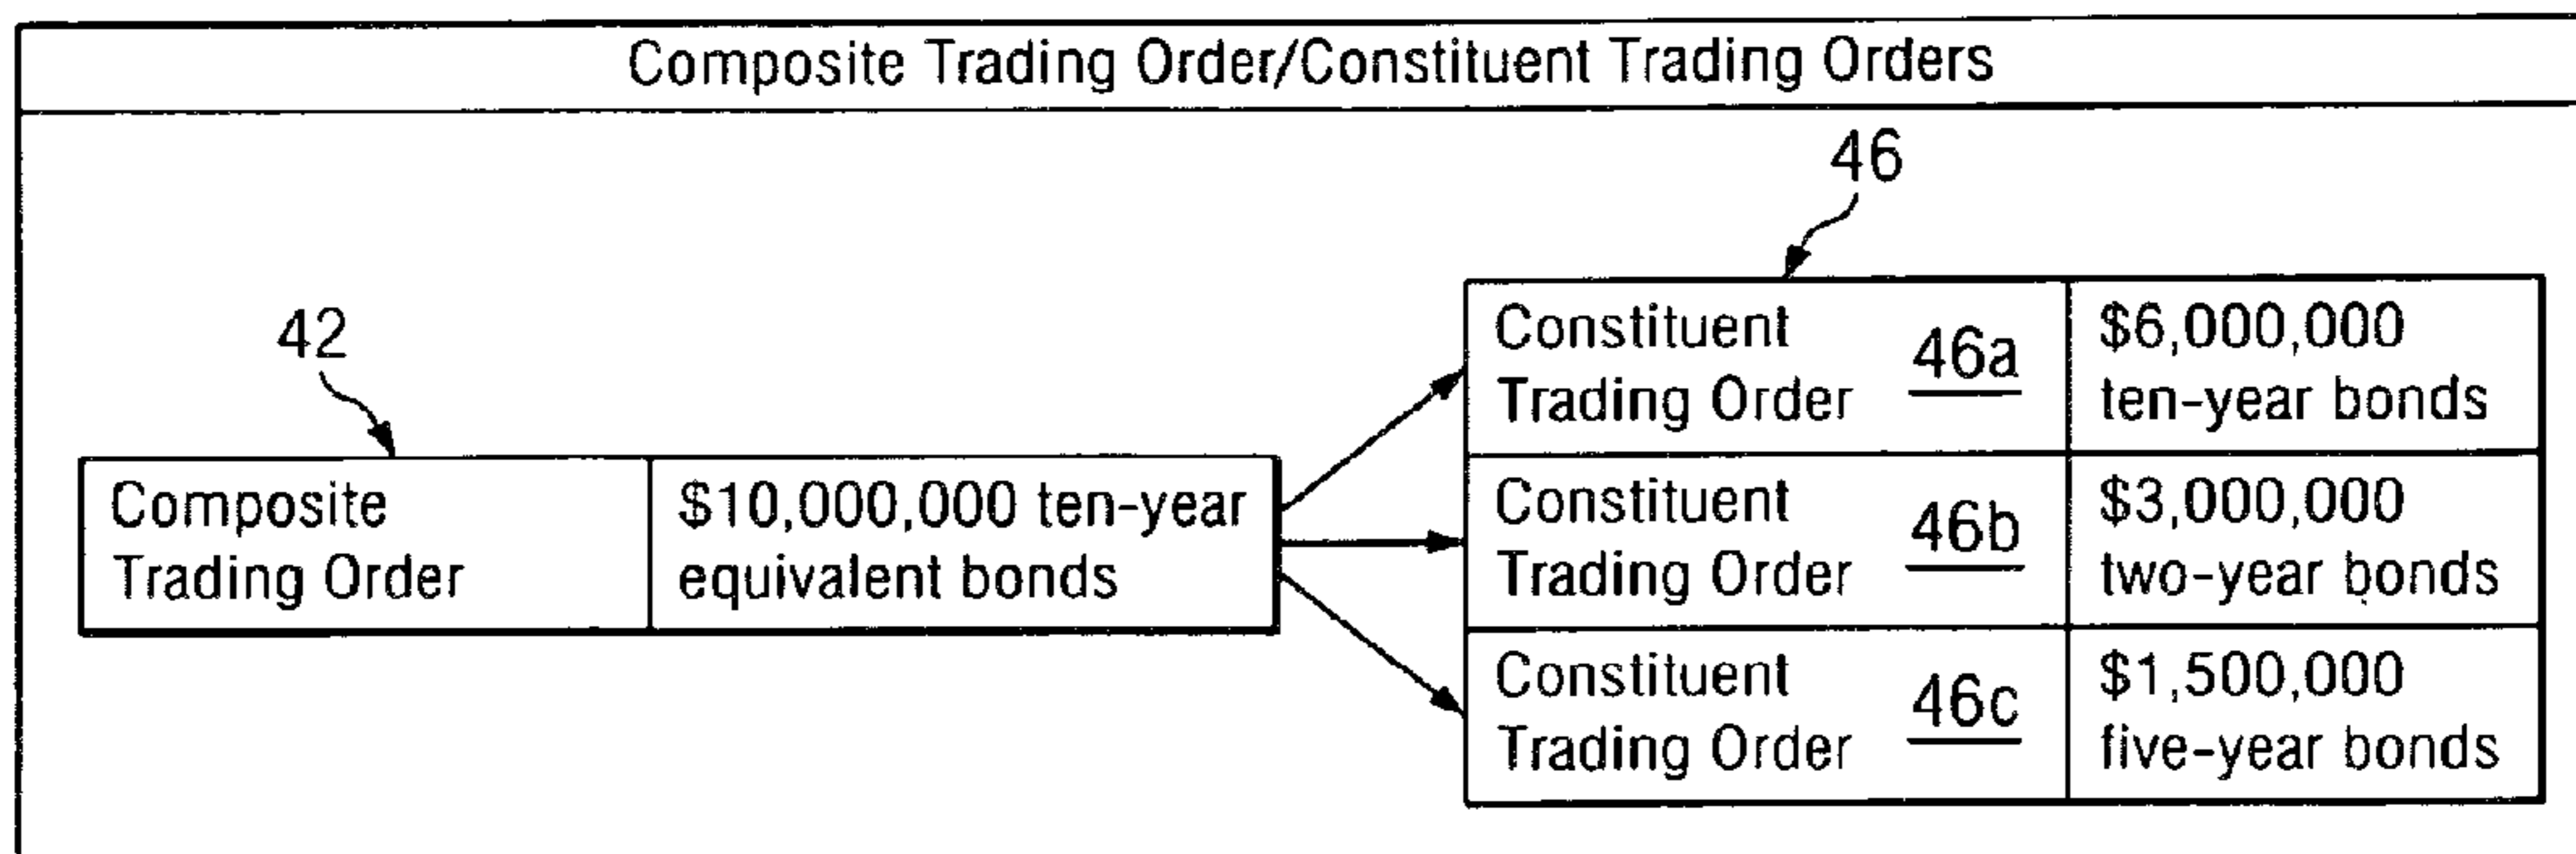 Composite Trading Order/Constituent Trading Orders
46
42
Composite
Trading Order
$10,000,000 ten-year
equivalent bonds
Constituent
Trading Order
46a
$6,000,000
ten-year bonds
Constituent
Trading Order
46b
$3,000,000
two-year bonds
Constituent
Trading Order
46c
$1,500,000
five-year bonds